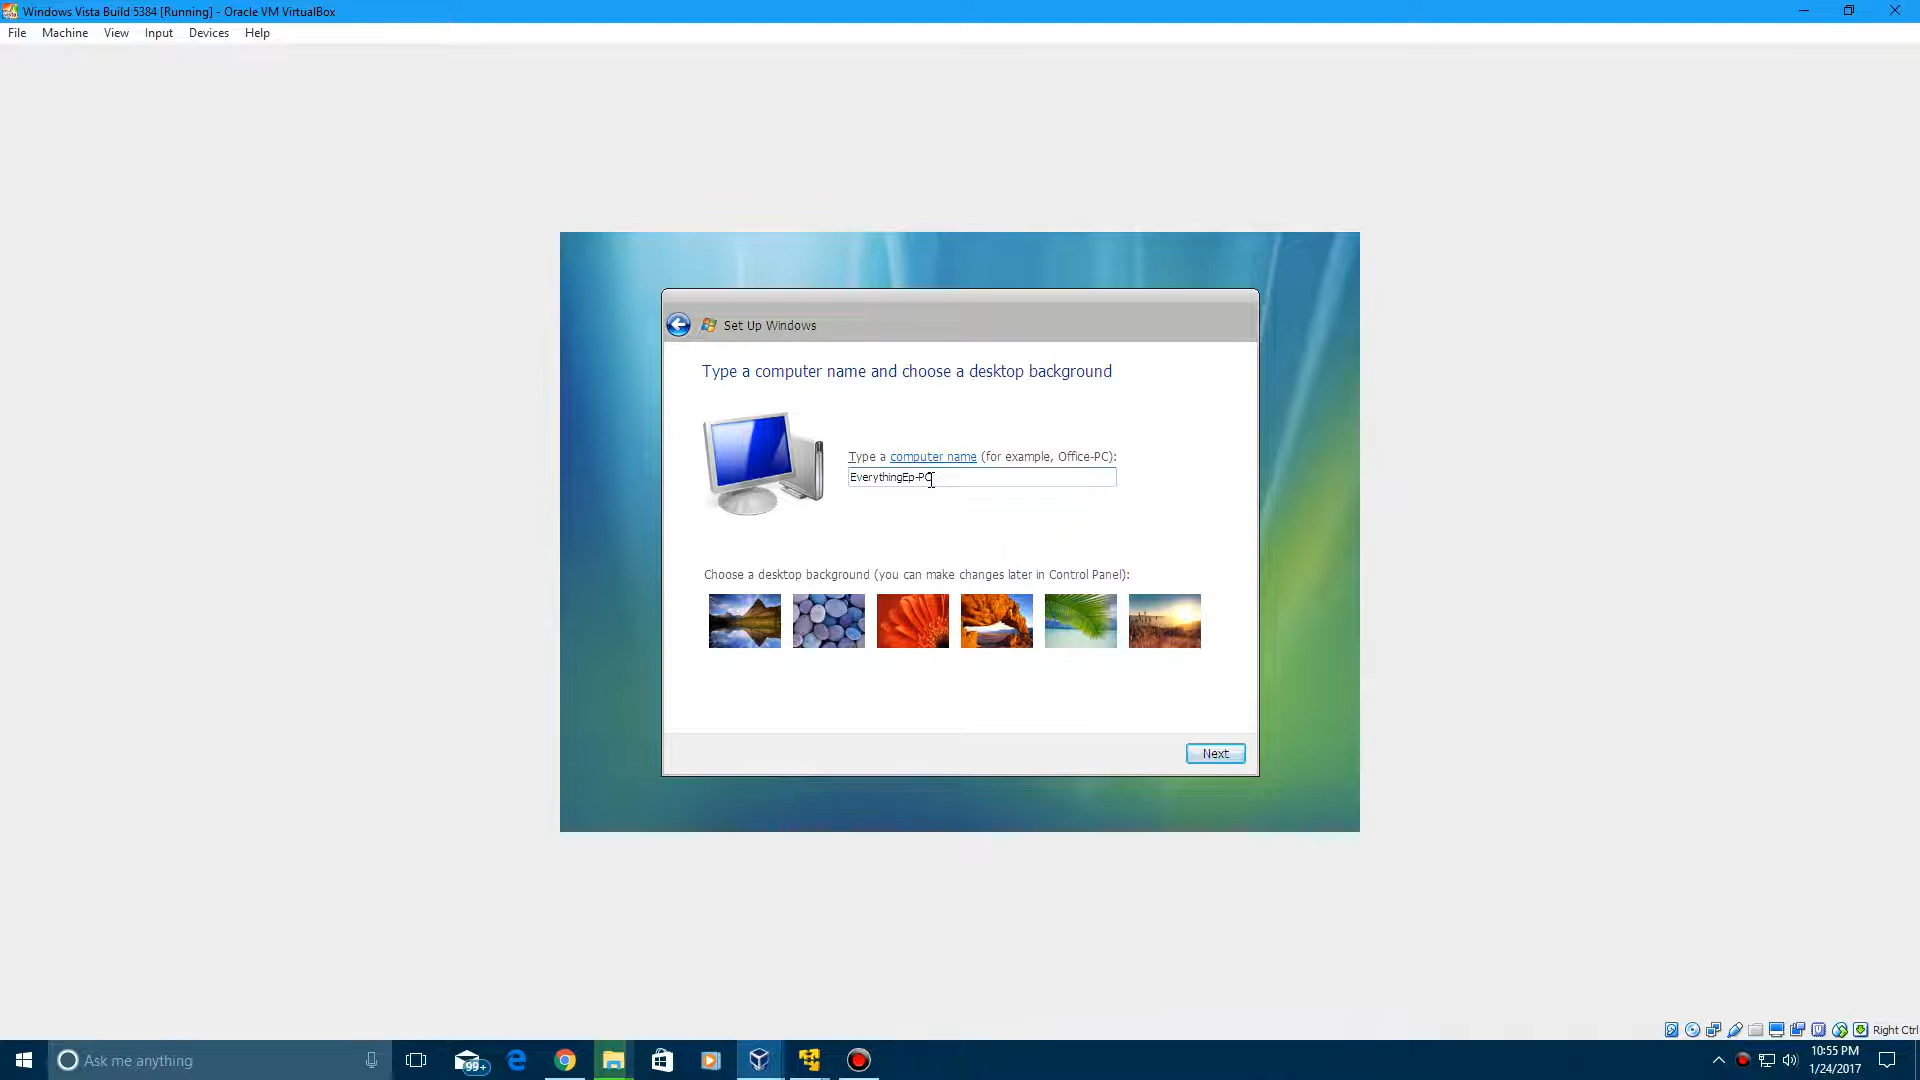 Windows Vista Build 5384 [Running] - Oracle VM VirtualBox
File Machine View Input Devices Help
Set Up Windows
Type a computer name and choose a desktop background
Type a computer name (for example, Office-PC):
EverythingEp-PC
Choose a desktop background (you can make changes later in Control Panel):
Next
Right Ctrl
Ask me anything
99+
10:55 PM
1/24/2017